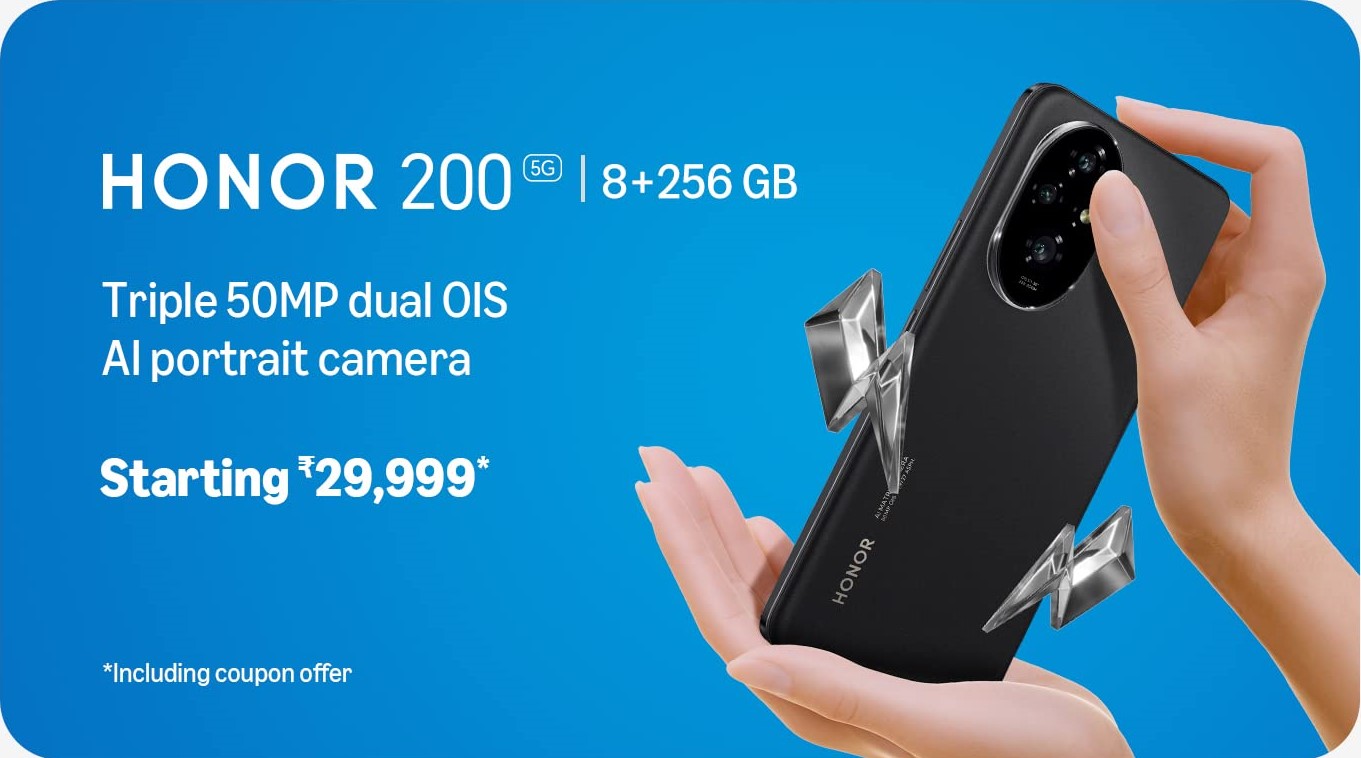 HONOR 200 5G | 8+256 GB
Triple 50MP dual OIS
AI portrait camera
Starting ₹29,999*
*Including coupon offer
HONOR